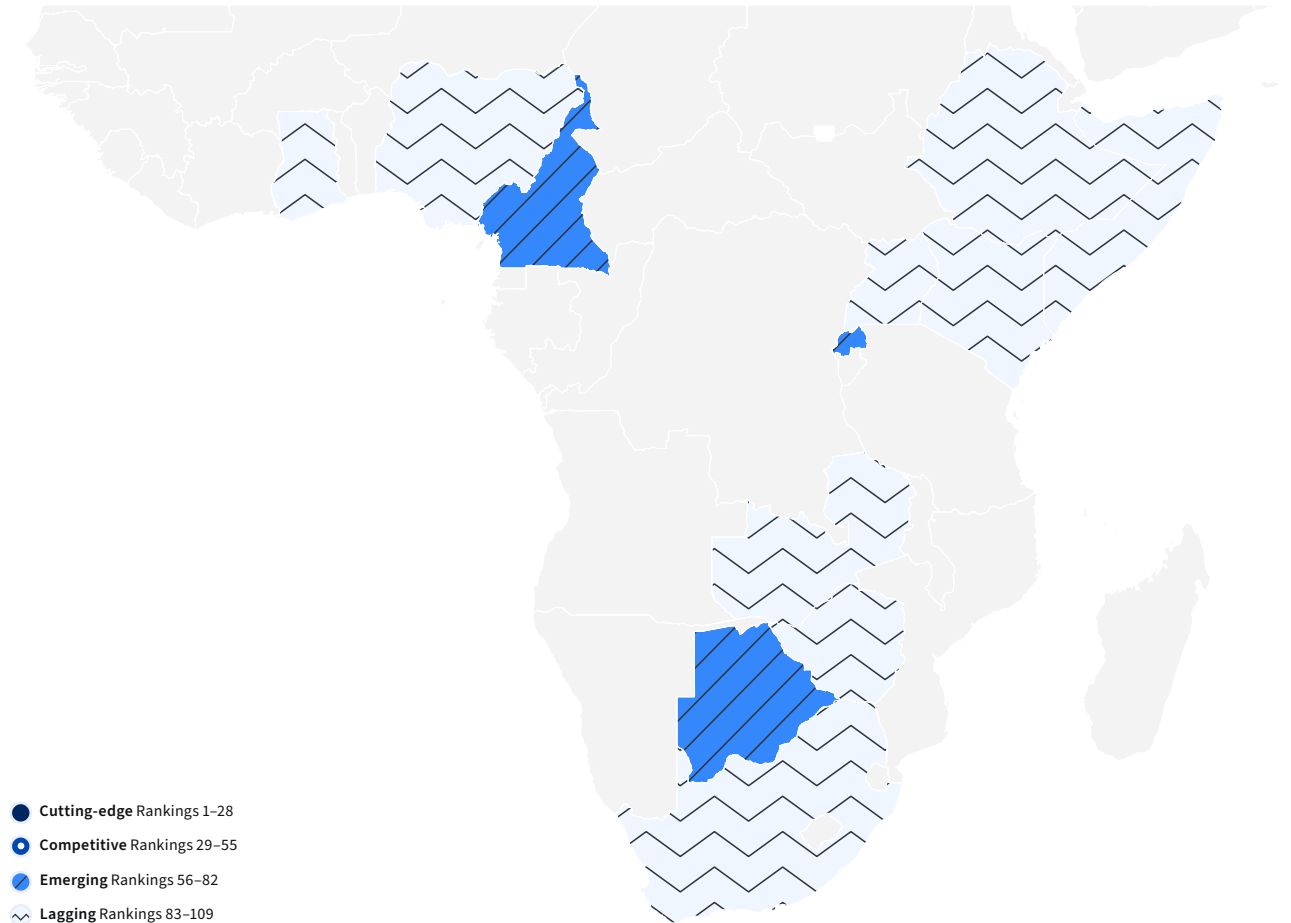 Cutting-edge Rankings 1–28
Competitive Rankings 29–55
Emerging Rankings 56–82
Lagging Rankings 83–109